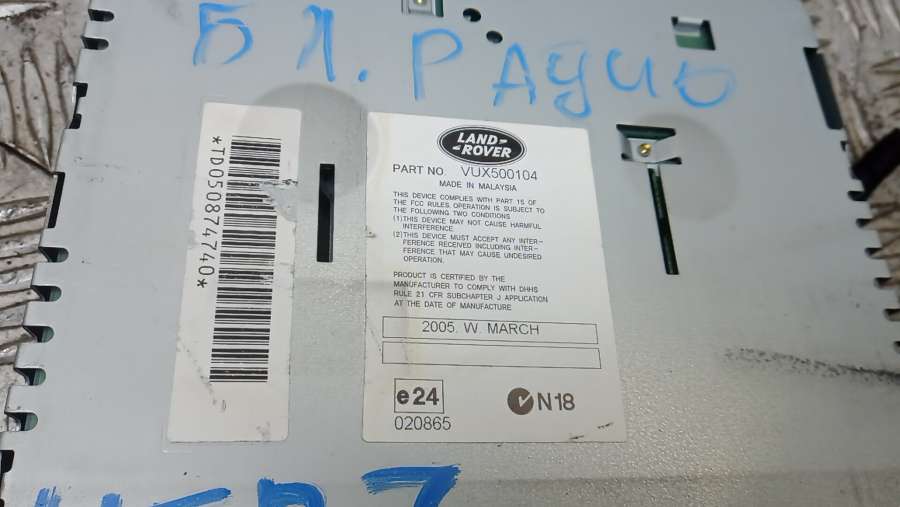 БЛ. РАДИО
*TD0508747740*
LAND-
-ROVER
PART NO VUX500104
MADE IN MALAYSIA
THIS DEVICE COMPLIES WITH PART 15 OF
THE FCC RULES OPERATION IS SUBJECT TO
THE FOLLOWING TWO CONDITIONS
(1)THIS DEVICE MAY NOT CAUSE HARMFUL
INTERFERENCE
(2)THIS DEVICE MUST ACCEPT ANY INTER-
FERENCE RECEIVED INCLUDING INTER-
FERENCE THAT MAY CAUSE UNDESIRED
OPERATION.
PRODUCT IS CERTIFIED BY THE
MANUFACTURER TO COMPLY WITH DHHS
RULE 21 CFR SUBCHAPTER J APPLICATION
AT THE DATE OF MANUFACTURE
2005. W. MARCH
e24
N18
020865